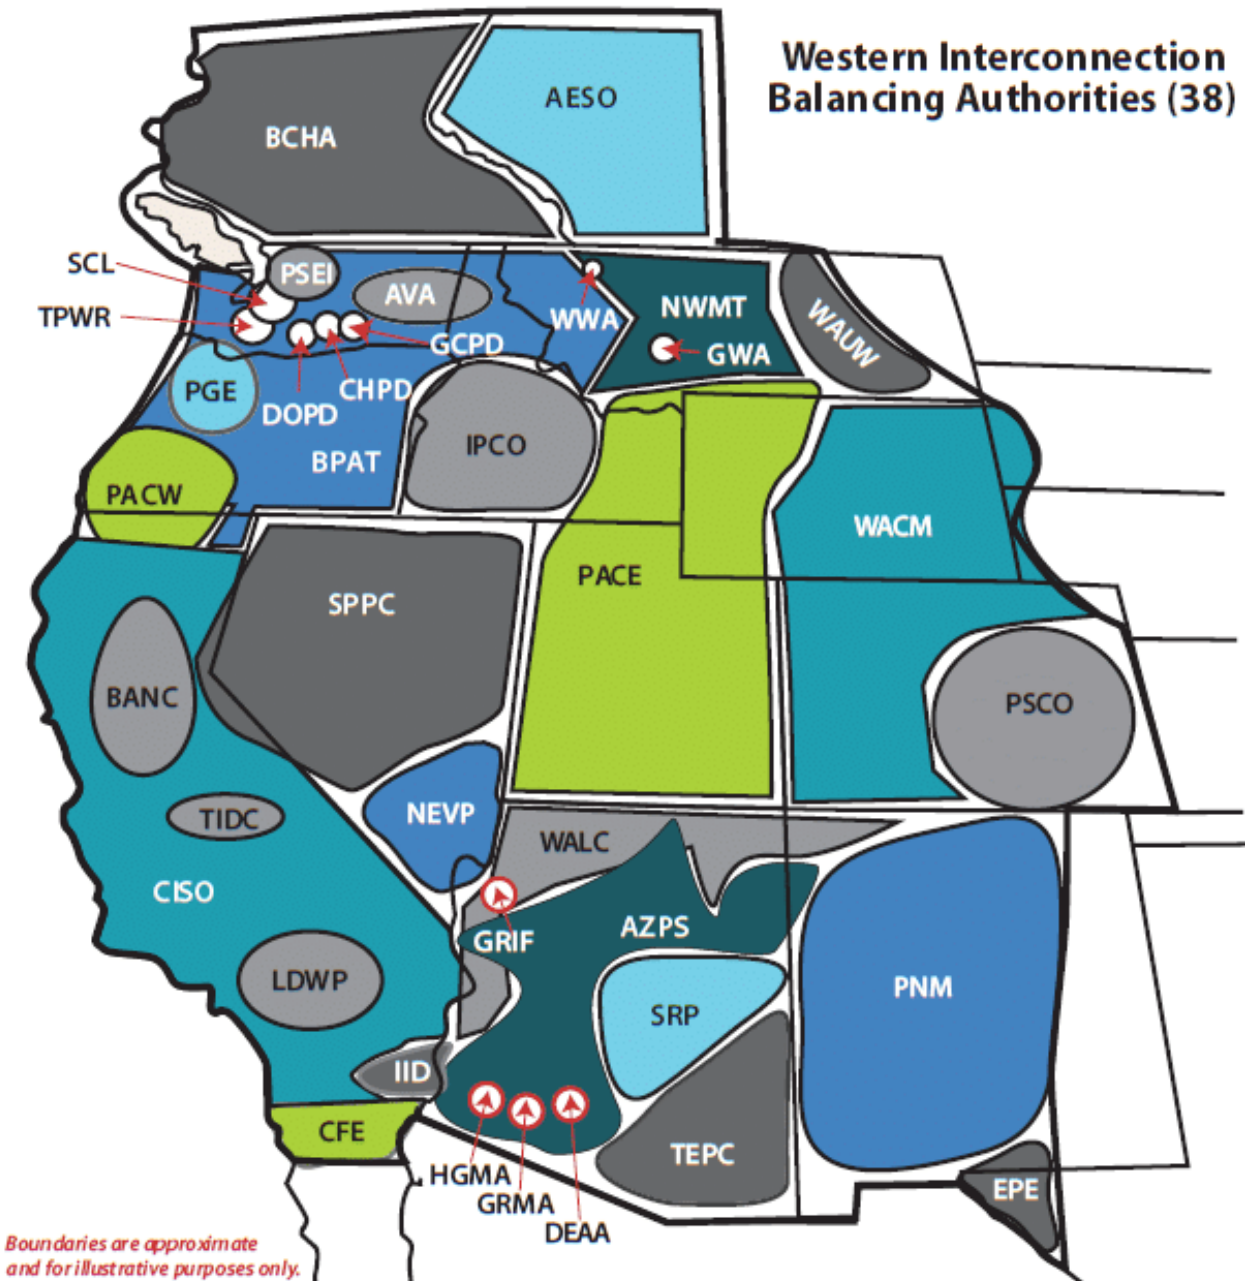 Western Interconnection
Balancing Authorities (38)
AESO
BCHA
SCL
PSEI
AVA
TPWR
WWA
NWMT
WAUW
GCPD
GWA
PGE
CHPD
DOPD
IPCO
BPAT
PACW
WACM
PACE
SPPC
BANC
PSCO
NEVP
TIDC
WALC
CISO
GRIF
AZPS
LDWP
PNM
SRP
IID
CFE
TEPC
HGMA
EPE
GRMA
DEAA
Boundaries are approximate
and for illustrative purposes only.